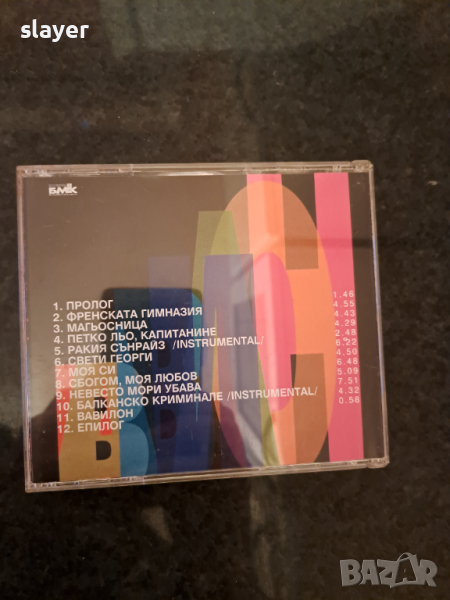 slayer
БМК
1. ПРОЛОГ 1.46
2. ФРЕНСКАТА ГИМНАЗИЯ 4.55
3. МАГЬОСНИЦА 4.43
4. ПЕТКО ЛЬО, КАПИТАНИНЕ 4.29
5. РАКИЯ СЪНРАЙЗ /INSTRUMENTAL/ 2.48
6. СВЕТИ ГЕОРГИ 6.22
7. МОЯ СИ 4.50
8. СБОГОМ, МОЯ ЛЮБОВ 6.48
9. НЕВЕСТО МОРИ УБАВА 5.09
10. БАЛКАНСКО КРИМИНАЛЕ /INSTRUMENTAL/ 7.51
11. ВАВИЛОН 4.32
12. ЕПИЛОГ 0.58
BAZAR